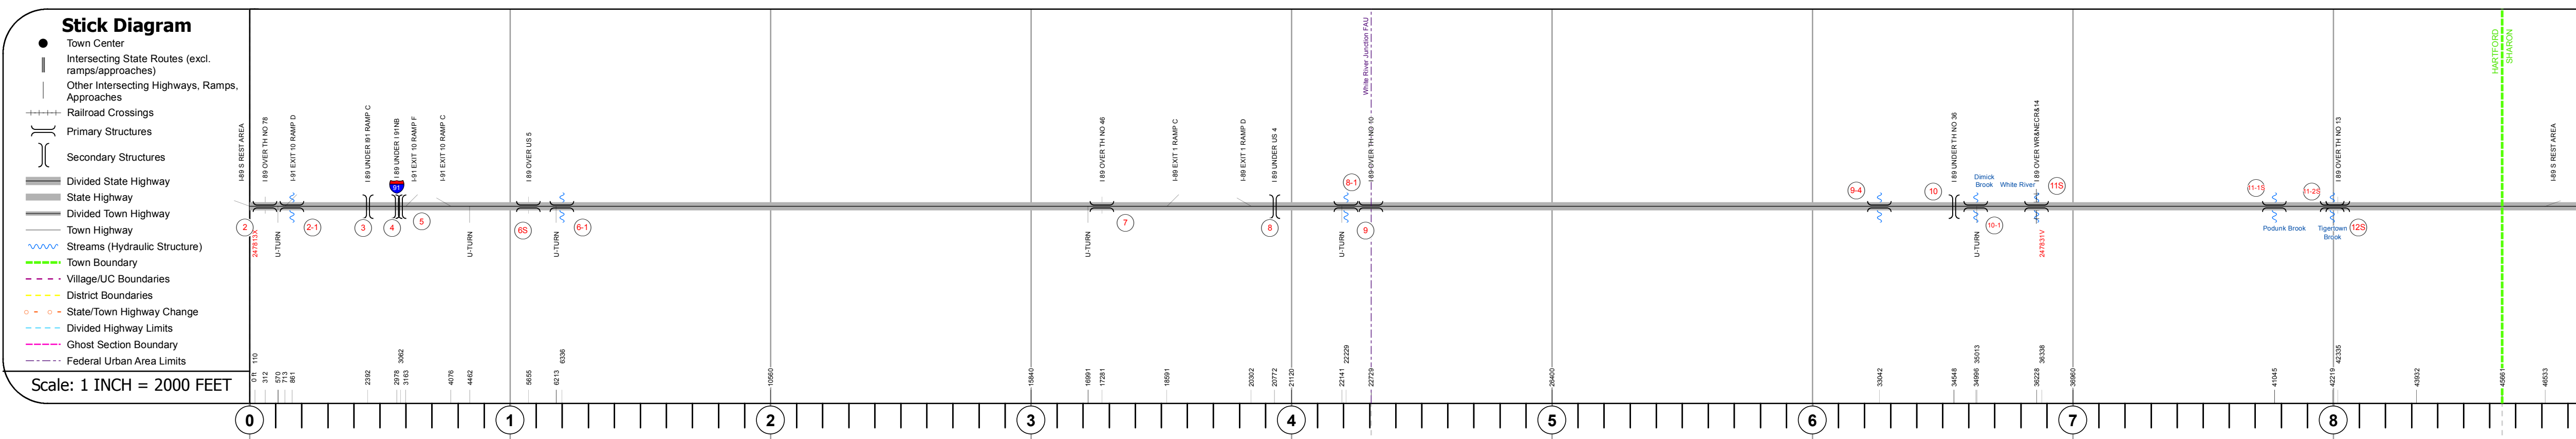 Stick Diagram
Town Center
Intersecting State Routes (excl.
ramps/approaches)
Other Intersecting Highways, Ramps,
Approaches
Railroad Crossings
Primary Structures
Secondary Structures
Divided State Highway
State Highway
Divided Town Highway
Town Highway
Streams (Hydraulic Structure)
Town Boundary
Village/UC Boundaries
District Boundaries
State/Town Highway Change
Divided Highway Limits
Ghost Section Boundary
Federal Urban Area Limits
Scale: 1 INCH = 2000 FEET
I-89 S REST AREA
I 89 OVER TH NO 78
I-91 EXIT 10 RAMP D
I 89 UNDER I91 RAMP C
I 89 UNDER I 91NB
I-91 EXIT 10 RAMP F
I-91 EXIT 10 RAMP C
I 89 OVER US 5
I 89 OVER TH NO 46
I-89 EXIT 1 RAMP C
I-89 EXIT 1 RAMP D
I 89 UNDER US 4
White River Junction FAU
I 89 OVER TH NO 10
I 89 UNDER TH NO 36
I 89 OVER WR&NECR&14
I 89 OVER TH NO 13
HARTFORD
SHARON
I-89 S REST AREA
91
2
2-1
3
4
5
6S
6-1
7
8
8-1
9
9-4
10
10-1
11S
11-1S
11-2S
12S
Dimick
Brook
White River
Podunk Brook
Tigertown
Brook
247813X
U-TURN
U-TURN
U-TURN
U-TURN
U-TURN
U-TURN
247831V
0 ft
110
312
570
713
861
2392
2978
3062
3163
4076
4462
5655
6213
6336
10560
15840
16991
17281
18591
20302
20772
21120
22141
22229
22729
26400
33042
34548
34996
35013
36228
36338
36960
41045
42219
42335
43932
45661
46533
0
1
2
3
4
5
6
7
8